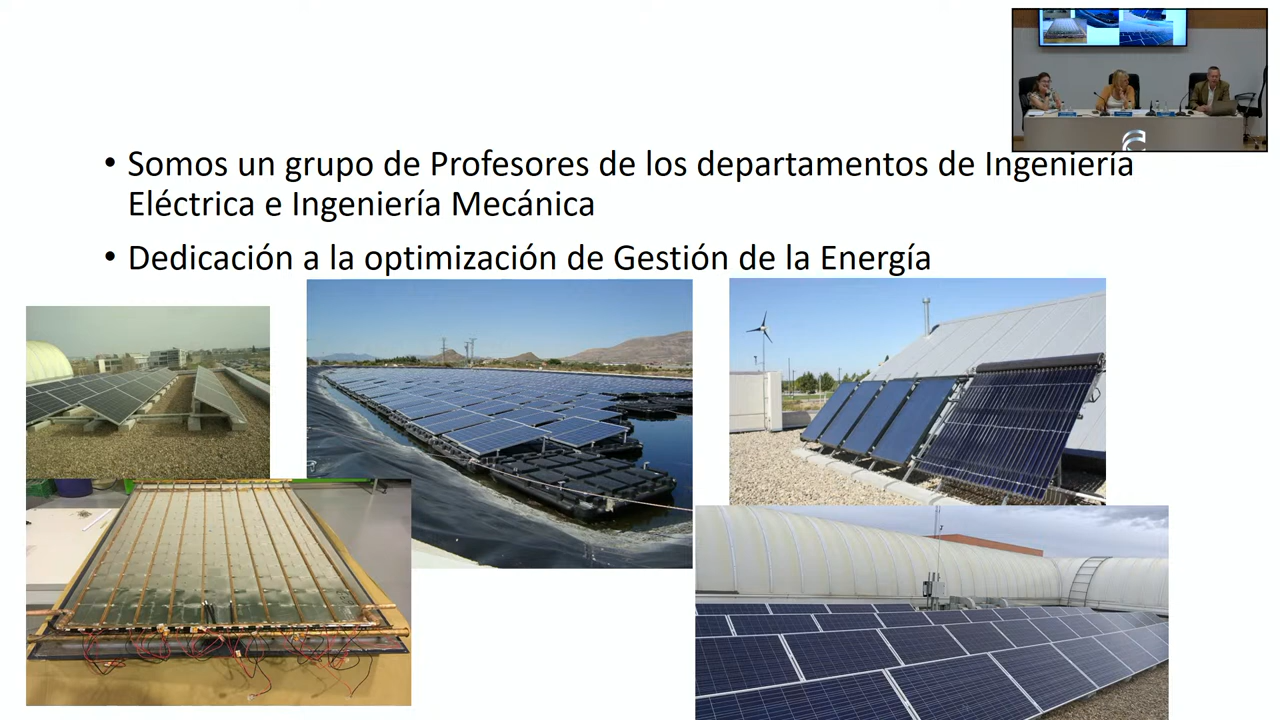 • Somos un grupo de Profesores de los departamentos de Ingeniería
Eléctrica e Ingeniería Mecánica
• Dedicación a la optimización de Gestión de la Energía